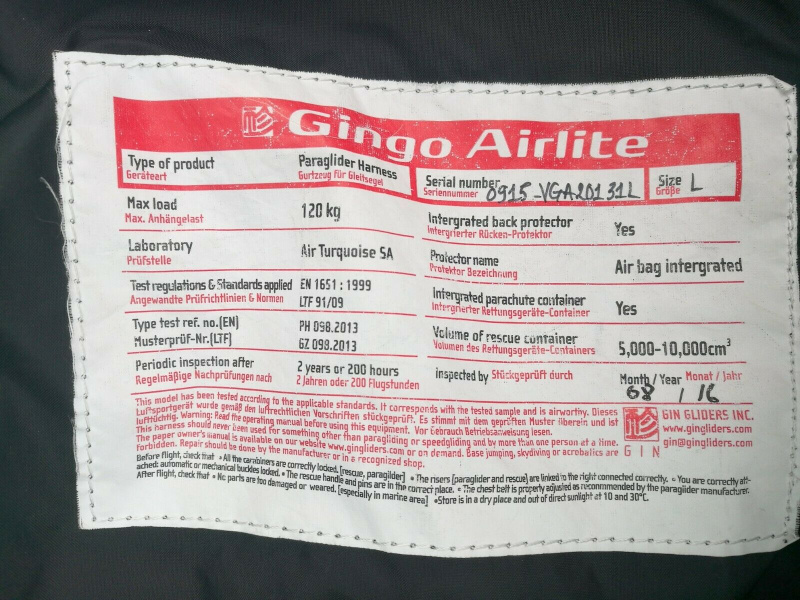 Gingo Airlite
Type of product
Geräteart
Paraglider Harness
Gurtzeug für Gleitsegel
Serial number
Seriennummer
0915-VGA20131L
Size
Größe
L
Max load
Max. Anhängelast
120 kg
Intergrated back protector
Intergrierter Rücken-Protektor
Yes
Laboratory
Prüfstelle
Air Turquoise SA
Protector name
Protektor Bezeichnung
Air bag intergrated
Test regulations & Standards applied
Angewandte Prüfrichtlinien & Normen
EN 1651 : 1999
LTF 91/09
Intergrated parachute container
Intergrierter Rettungsgeräte-Container
Yes
Type test ref. no.(EN)
Musterprüf-Nr.(LTF)
PH 098.2013
GZ 098.2013
Volume of rescue container
Volumen des Rettungsgeräte-Containers
5,000-10,000cm³
Periodic inspection after
Regelmäßige Nachprüfungen nach
2 years or 200 hours
2 Jahren oder 200 Flugstunden
inspected by Stückgeprüft durch
Month / Year Monat / Jahr
08 / 16
This model has been tested according to the applicable standards. It corresponds with the tested sample and is airworthy. Dieses
Luftsportgerät wurde gemäß den luftrechtlichen Vorschriften stückgeprüft. Es stimmt mit dem geprüften Muster überein und ist
lufttüchtig. Warning: Read the operating manual before using this equipment. Vor Gebrauch Betriebsanweisung lesen.
This harness should never been used for something other than paragliding or speedgliding and by more than one person at a time.
The paper owner's manual is available on our website www.gingliders.com or on demand. Base jumping, skydiving or acrobatics are
forbidden. Repair should be done by the manufacturer or in a recognized shop.
GIN
GIN GLIDERS INC.
www.gingliders.com
gin@gingliders.com
Before flight, check that • All the carabiners are correctly locked. [rescue, paraglider] • The risers [paraglider and rescue] are linked to the right connected correctly. • You are correctly att-
ached: automatic or mechanical buckles locked. • The rescue handle and pins are in the correct place. • The chest belt is properly adjusted as recommended by the paraglider manufacturer.
After flight, check that • No parts are too damaged or weared. [especially in marine area] •Store is in a dry place and out of direct sunlight at 10 and 30°C.